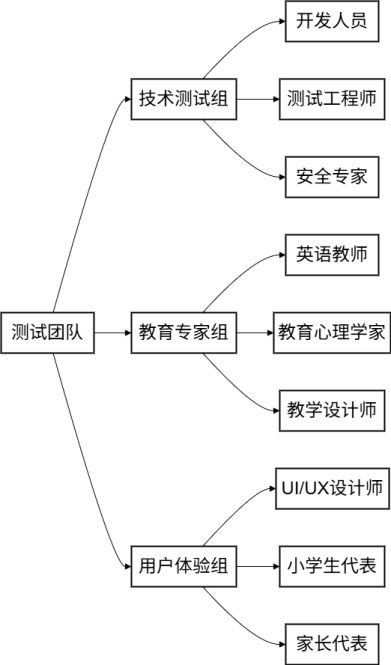 开发人员
技术测试组
测试工程师
安全专家
英语教师
测试团队
教育专家组
教育心理学家
教学设计师
UI/UX设计师
用户体验组
小学生代表
家长代表